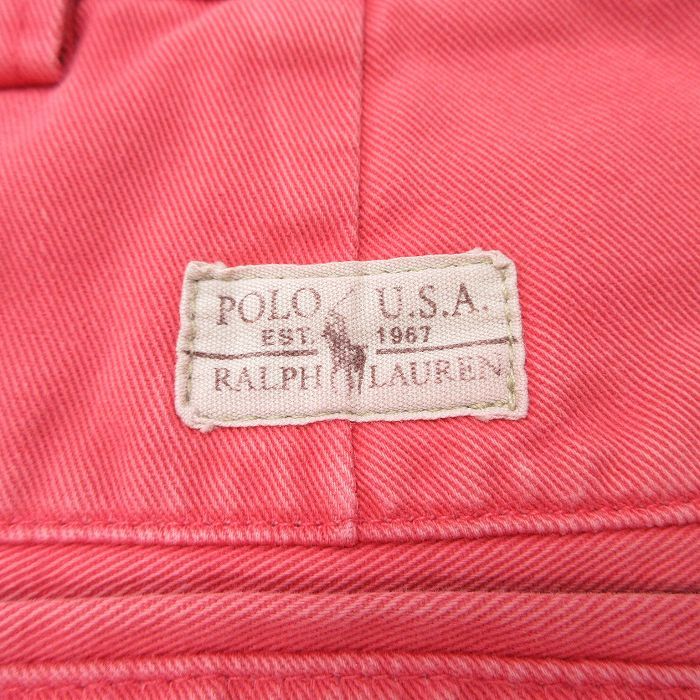 POLO U.S.A.
EST. 1967
RALPH LAUREN